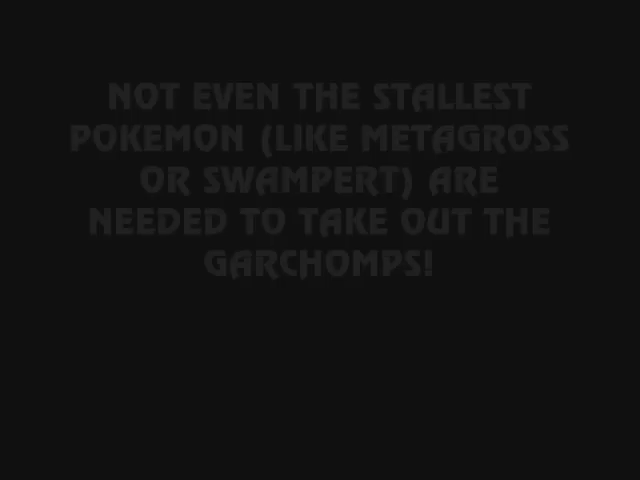 NOT EVEN THE STALLEST
POKEMON (LIKE METAGROSS
OR SWAMPERT) ARE
NEEDED TO TAKE OUT THE
GARCHOMPS!